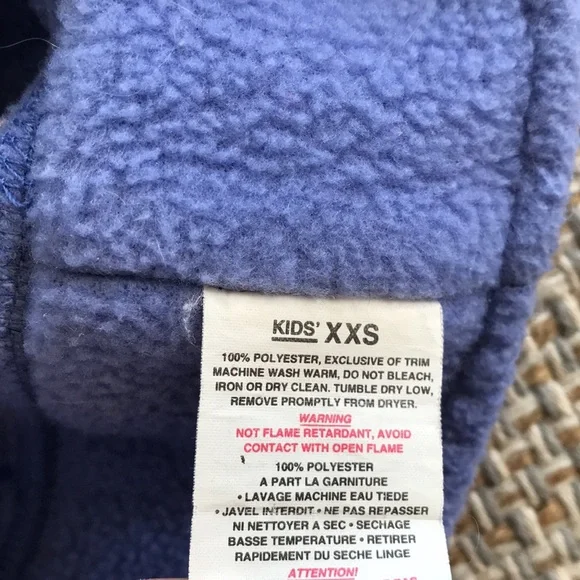 KIDS' XXS
100% POLYESTER, EXCLUSIVE OF TRIM
MACHINE WASH WARM, DO NOT BLEACH,
IRON OR DRY CLEAN. TUMBLE DRY LOW,
REMOVE PROMPTLY FROM DRYER.
WARNING
NOT FLAME RETARDANT, AVOID
CONTACT WITH OPEN FLAME
100% POLYESTER
A PART LA GARNITURE
• LAVAGE MACHINE EAU TIEDE
• JAVEL INTERDIT • NE PAS REPASSER
NI NETTOYER A SEC • SECHAGE
BASSE TEMPERATURE • RETIRER
RAPIDEMENT DU SECHE LINGE
ATTENTION!